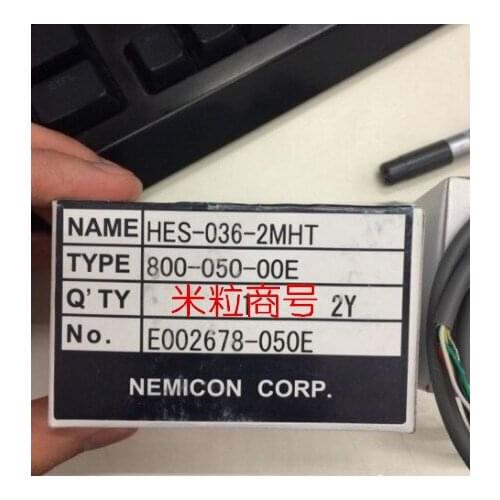 NAME HES-036-2MHT
TYPE 800-050-00E
Q'TY 1 2Y
米粒商号
No. E002678-050E
NEMICON CORP.